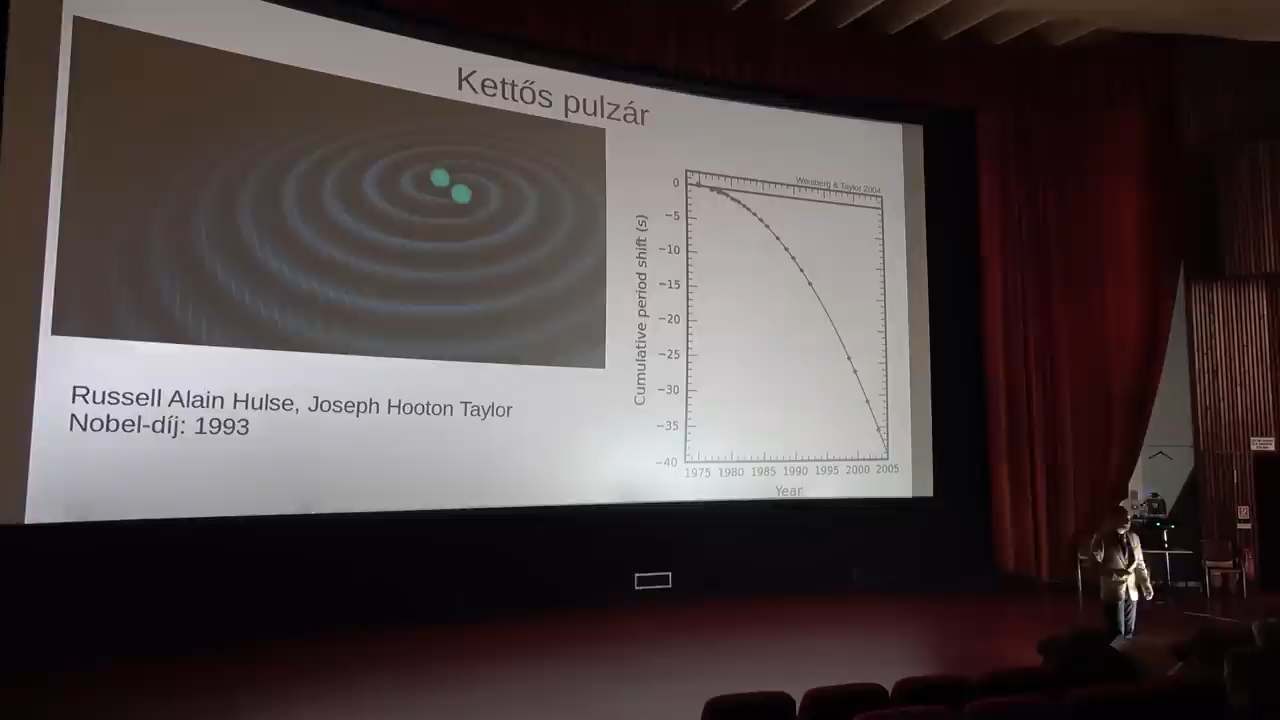 Kettős pulzár
Weisberg & Taylor 2004
Cumulative period shift (s)
0
−5
−10
−15
−20
−25
−30
−35
−40
1975 1980 1985 1990 1995 2000 2005
Year
Russell Alain Hulse, Joseph Hooton Taylor
Nobel-díj: 1993